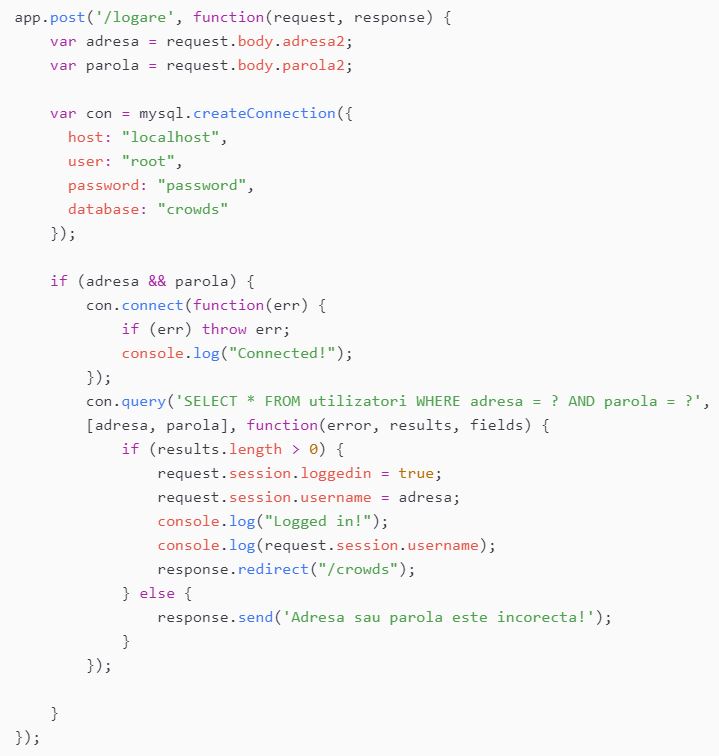 app.post('/logare', function(request, response) {
    var adresa = request.body.adresa2;
    var parola = request.body.parola2;

    var con = mysql.createConnection({
      host: "localhost",
      user: "root",
      password: "password",
      database: "crowds"
    });

    if (adresa && parola) {
        con.connect(function(err) {
            if (err) throw err;
            console.log("Connected!");
        });
        con.query('SELECT * FROM utilizatori WHERE adresa = ? AND parola = ?',
        [adresa, parola], function(error, results, fields) {
            if (results.length > 0) {
                request.session.loggedin = true;
                request.session.username = adresa;
                console.log("Logged in!");
                console.log(request.session.username);
                response.redirect("/crowds");
            } else {
                response.send('Adresa sau parola este incorecta!');
            }
        });

    }
});